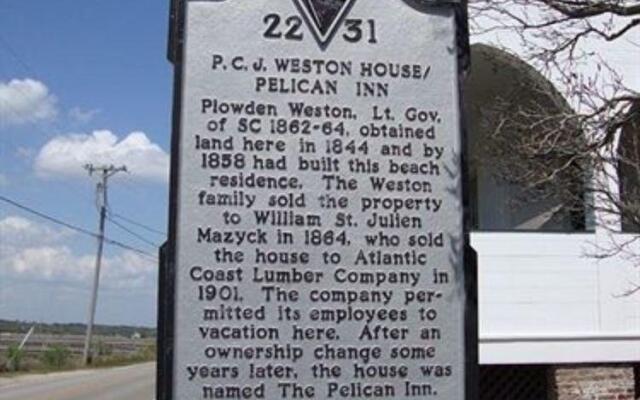 22 31
P.C.J. WESTON HOUSE/
PELICAN INN
Plowden Weston, Lt. Gov.
of SC 1862-64, obtained
land here in 1844 and by
1858 had built this beach
residence. The Weston
family sold the property
to William St. Julien
Mazyck in 1864, who sold
the house to Atlantic
Coast Lumber Company in
1901. The company per-
mitted its employees to
vacation here. After an
ownership change some
years later, the house was
named The Pelican Inn.